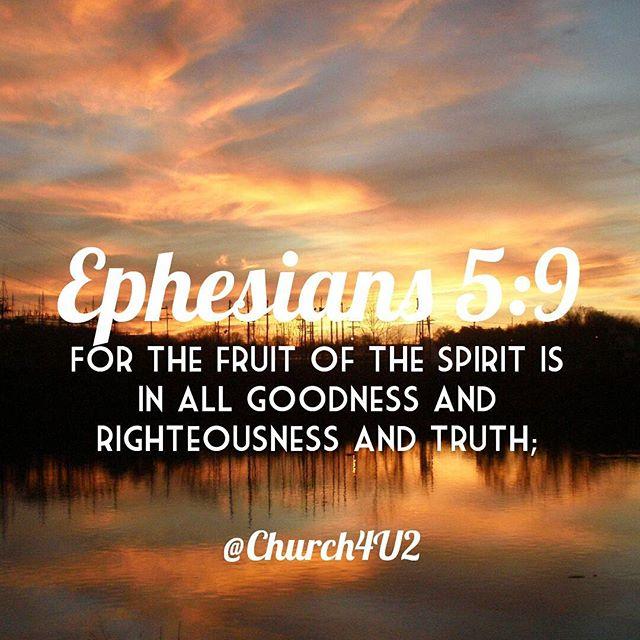 Ephesians 5:9
FOR THE FRUIT OF THE SPIRIT IS
IN ALL GOODNESS AND
RIGHTEOUSNESS AND TRUTH;
@Church4U2